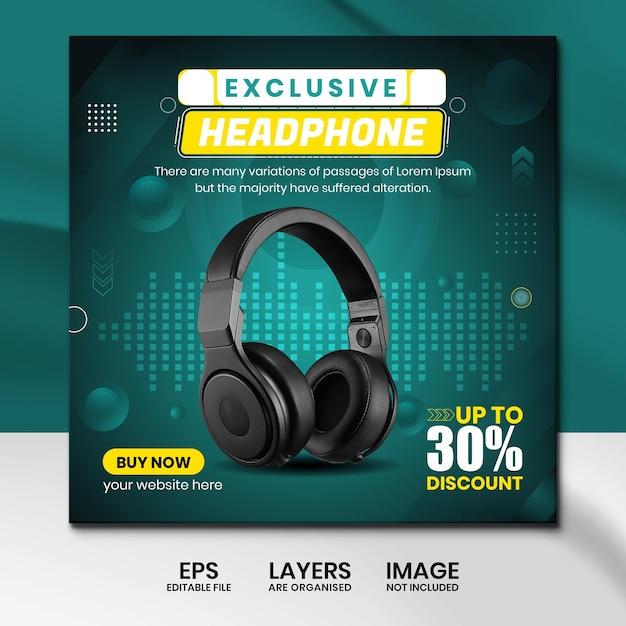 EXCLUSIVE
HEADPHONE
There are many variations of passages of Lorem Ipsum
but the majority have suffered alteration.
UP TO
30%
DISCOUNT
BUY NOW
your website here
EPS
EDITABLE FILE
LAYERS
ARE ORGANISED
IMAGE
NOT INCLUDED